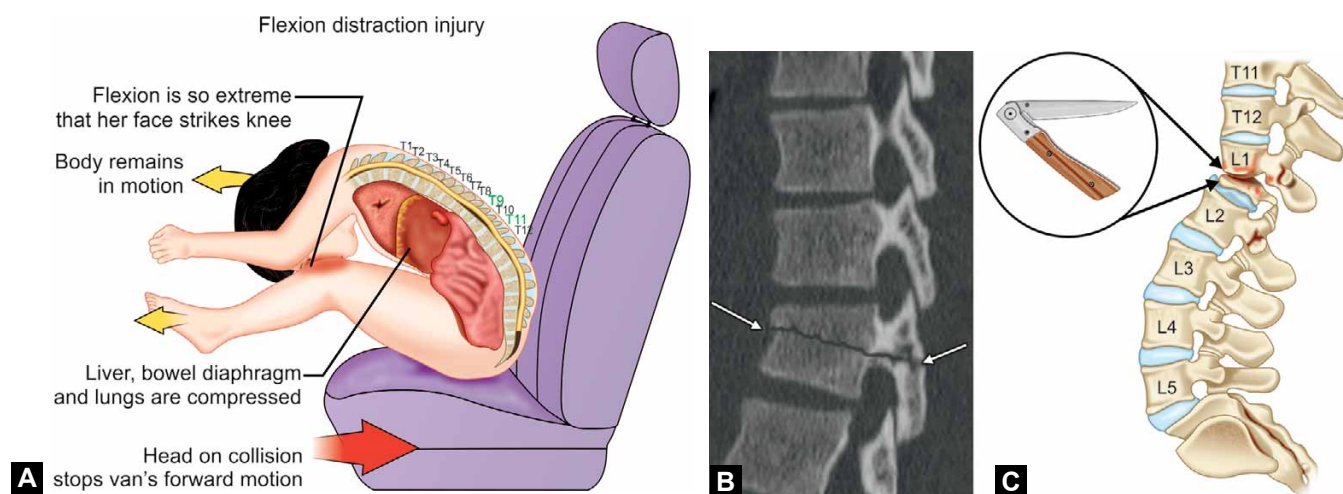 Flexion distraction injury
Flexion is so extreme
that her face strikes knee
Body remains
in motion
T1
T2
T3
T4
T5
T6
T7
T8
T9
T10
T11
T12
Liver, bowel diaphragm
and lungs are compressed
Head on collision
stops van's forward motion
A
B
C
T11
T12
L1
L2
L3
L4
L5